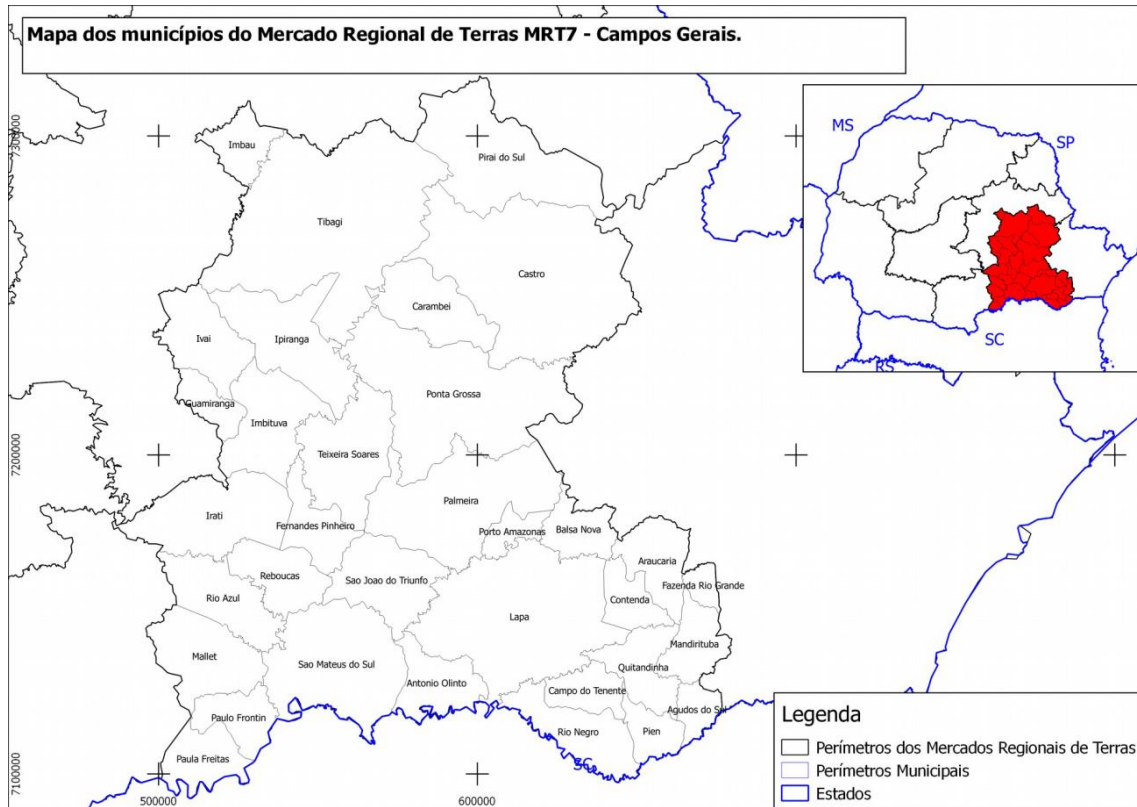 Mapa dos municípios do Mercado Regional de Terras MRT7 - Campos Gerais.
MS
SP
SC
RS
7300000
7200000
7100000
500000
600000
Imbau
Pirai do Sul
Tibagi
Castro
Carambei
Ivai
Ipiranga
Ponta Grossa
Guamiranga
Imbituva
Teixeira Soares
Palmeira
Irati
Fernandes Pinheiro
Porto Amazonas
Balsa Nova
Araucaria
Reboucas
Sao Joao do Triunfo
Fazenda Rio Grande
Rio Azul
Contenda
Lapa
Mandirituba
Mallet
Sao Mateus do Sul
Quitandinha
Antonio Olinto
Campo do Tenente
Agudos do Sul
Paulo Frontin
Rio Negro
Pien
Paula Freitas
SC
Legenda
Perímetros dos Mercados Regionais de Terras
Perímetros Municipais
Estados